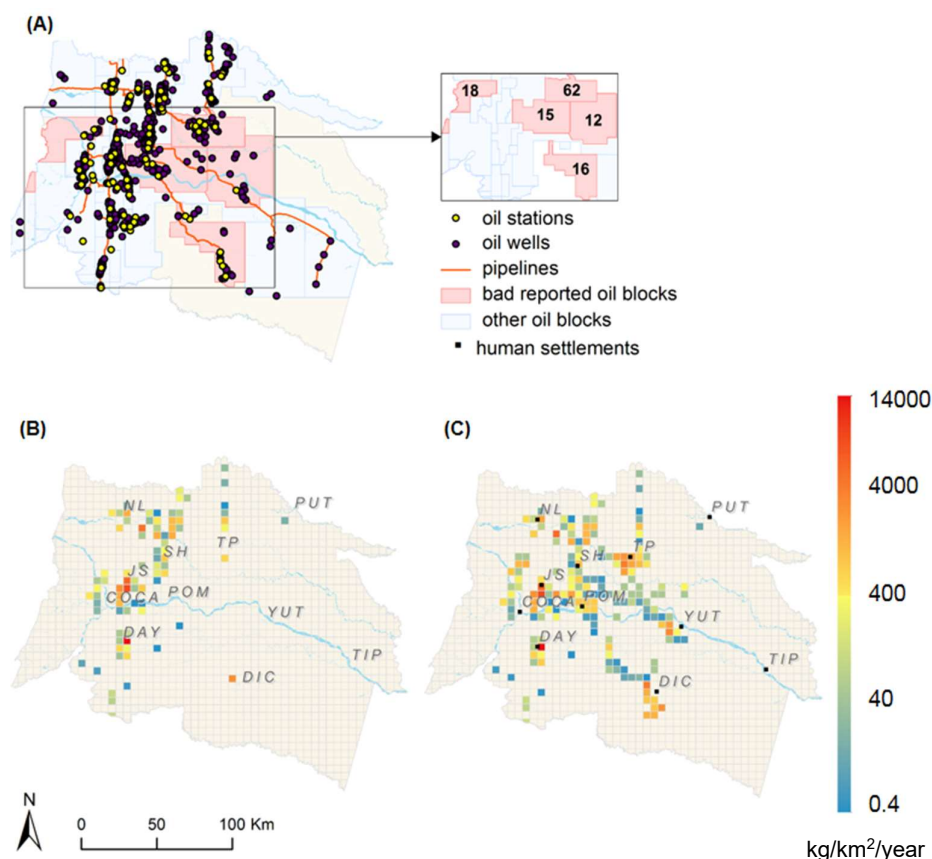 (A)
18
62
15
12
16
oil stations
oil wells
pipelines
bad reported oil blocks
other oil blocks
human settlements
(B)
NL
PUT
TP
SH
JS
COCA
POM
YUT
DAY
TIP
DIC
(C)
NL
PUT
TP
SH
JS
COCA
POM
YUT
DAY
TIP
DIC
14000
4000
400
40
0.4
kg/km²/year
N
0 50 100 Km